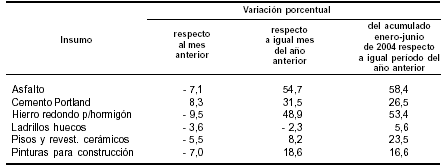 Variación porcentual
Insumo
respecto
al mes
anterior
respecto
a igual mes
del año
anterior
del acumulado
enero-junio
de 2004 respecto
a igual período del
año anterior
Asfalto - 7,1 54,7 58,4
Cemento Portland 8,3 31,5 26,5
Hierro redondo p/hormigón - 9,5 48,9 53,4
Ladrillos huecos - 3,6 - 2,3 5,6
Pisos y revest. cerámicos - 5,5 8,2 23,5
Pinturas para construcción - 7,0 18,6 16,6